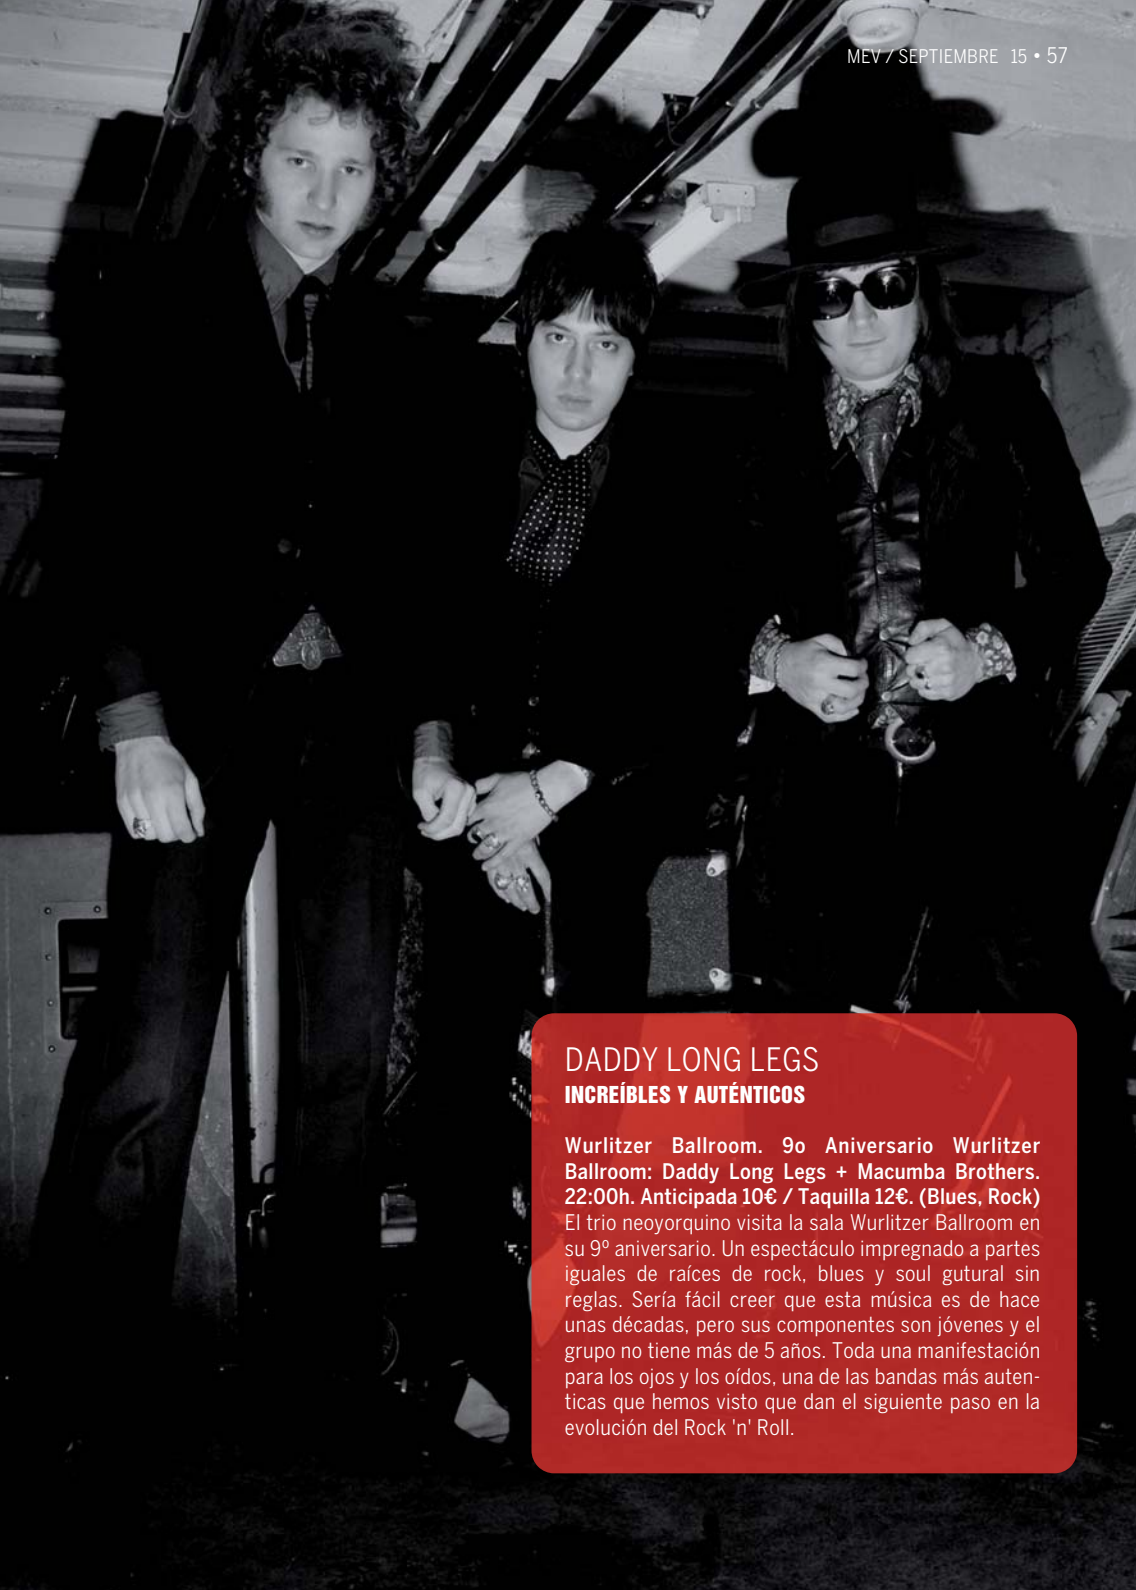 MEV / SEPTIEMBRE 15 • 57
DADDY LONG LEGS
INCREÍBLES Y AUTÉNTICOS
Wurlitzer Ballroom. 9o Aniversario Wurlitzer
Ballroom: Daddy Long Legs + Macumba Brothers.
22:00h. Anticipada 10€ / Taquilla 12€. (Blues, Rock)
El trio neoyorquino visita la sala Wurlitzer Ballroom en
su 9º aniversario. Un espectáculo impregnado a partes
iguales de raíces de rock, blues y soul gutural sin
reglas. Sería fácil creer que esta música es de hace
unas décadas, pero sus componentes son jóvenes y el
grupo no tiene más de 5 años. Toda una manifestación
para los ojos y los oídos, una de las bandas más auten-
ticas que hemos visto que dan el siguiente paso en la
evolución del Rock 'n' Roll.